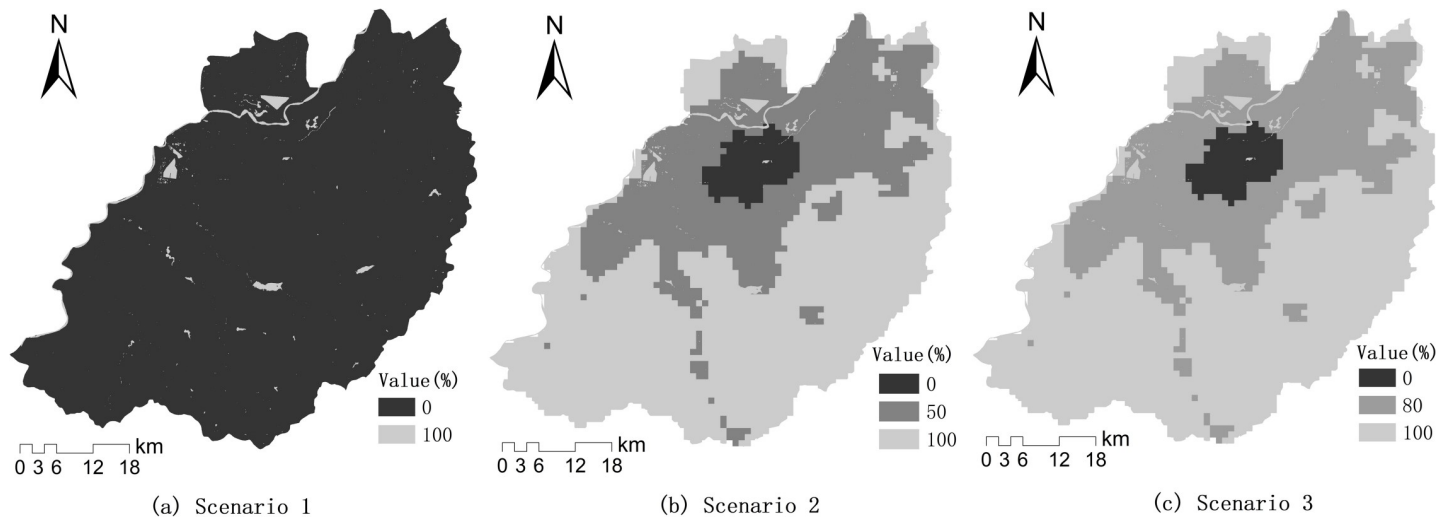 N
Value(%)
0
100
km
0 3 6 12 18
(a) Scenario 1
N
Value(%)
0
50
100
km
0 3 6 12 18
(b) Scenario 2
N
Value(%)
0
80
100
km
0 3 6 12 18
(c) Scenario 3